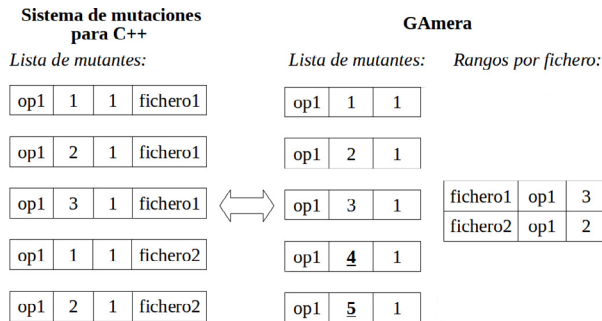 Sistema de mutaciones
para C++
GAmera
Lista de mutantes:
Lista de mutantes:
Rangos por fichero:
op1 1 1 fichero1
op1 1 1
op1 2 1 fichero1
op1 2 1
op1 3 1 fichero1
op1 3 1
fichero1 op1 3
fichero2 op1 2
op1 1 1 fichero2
op1 4 1
op1 2 1 fichero2
op1 5 1